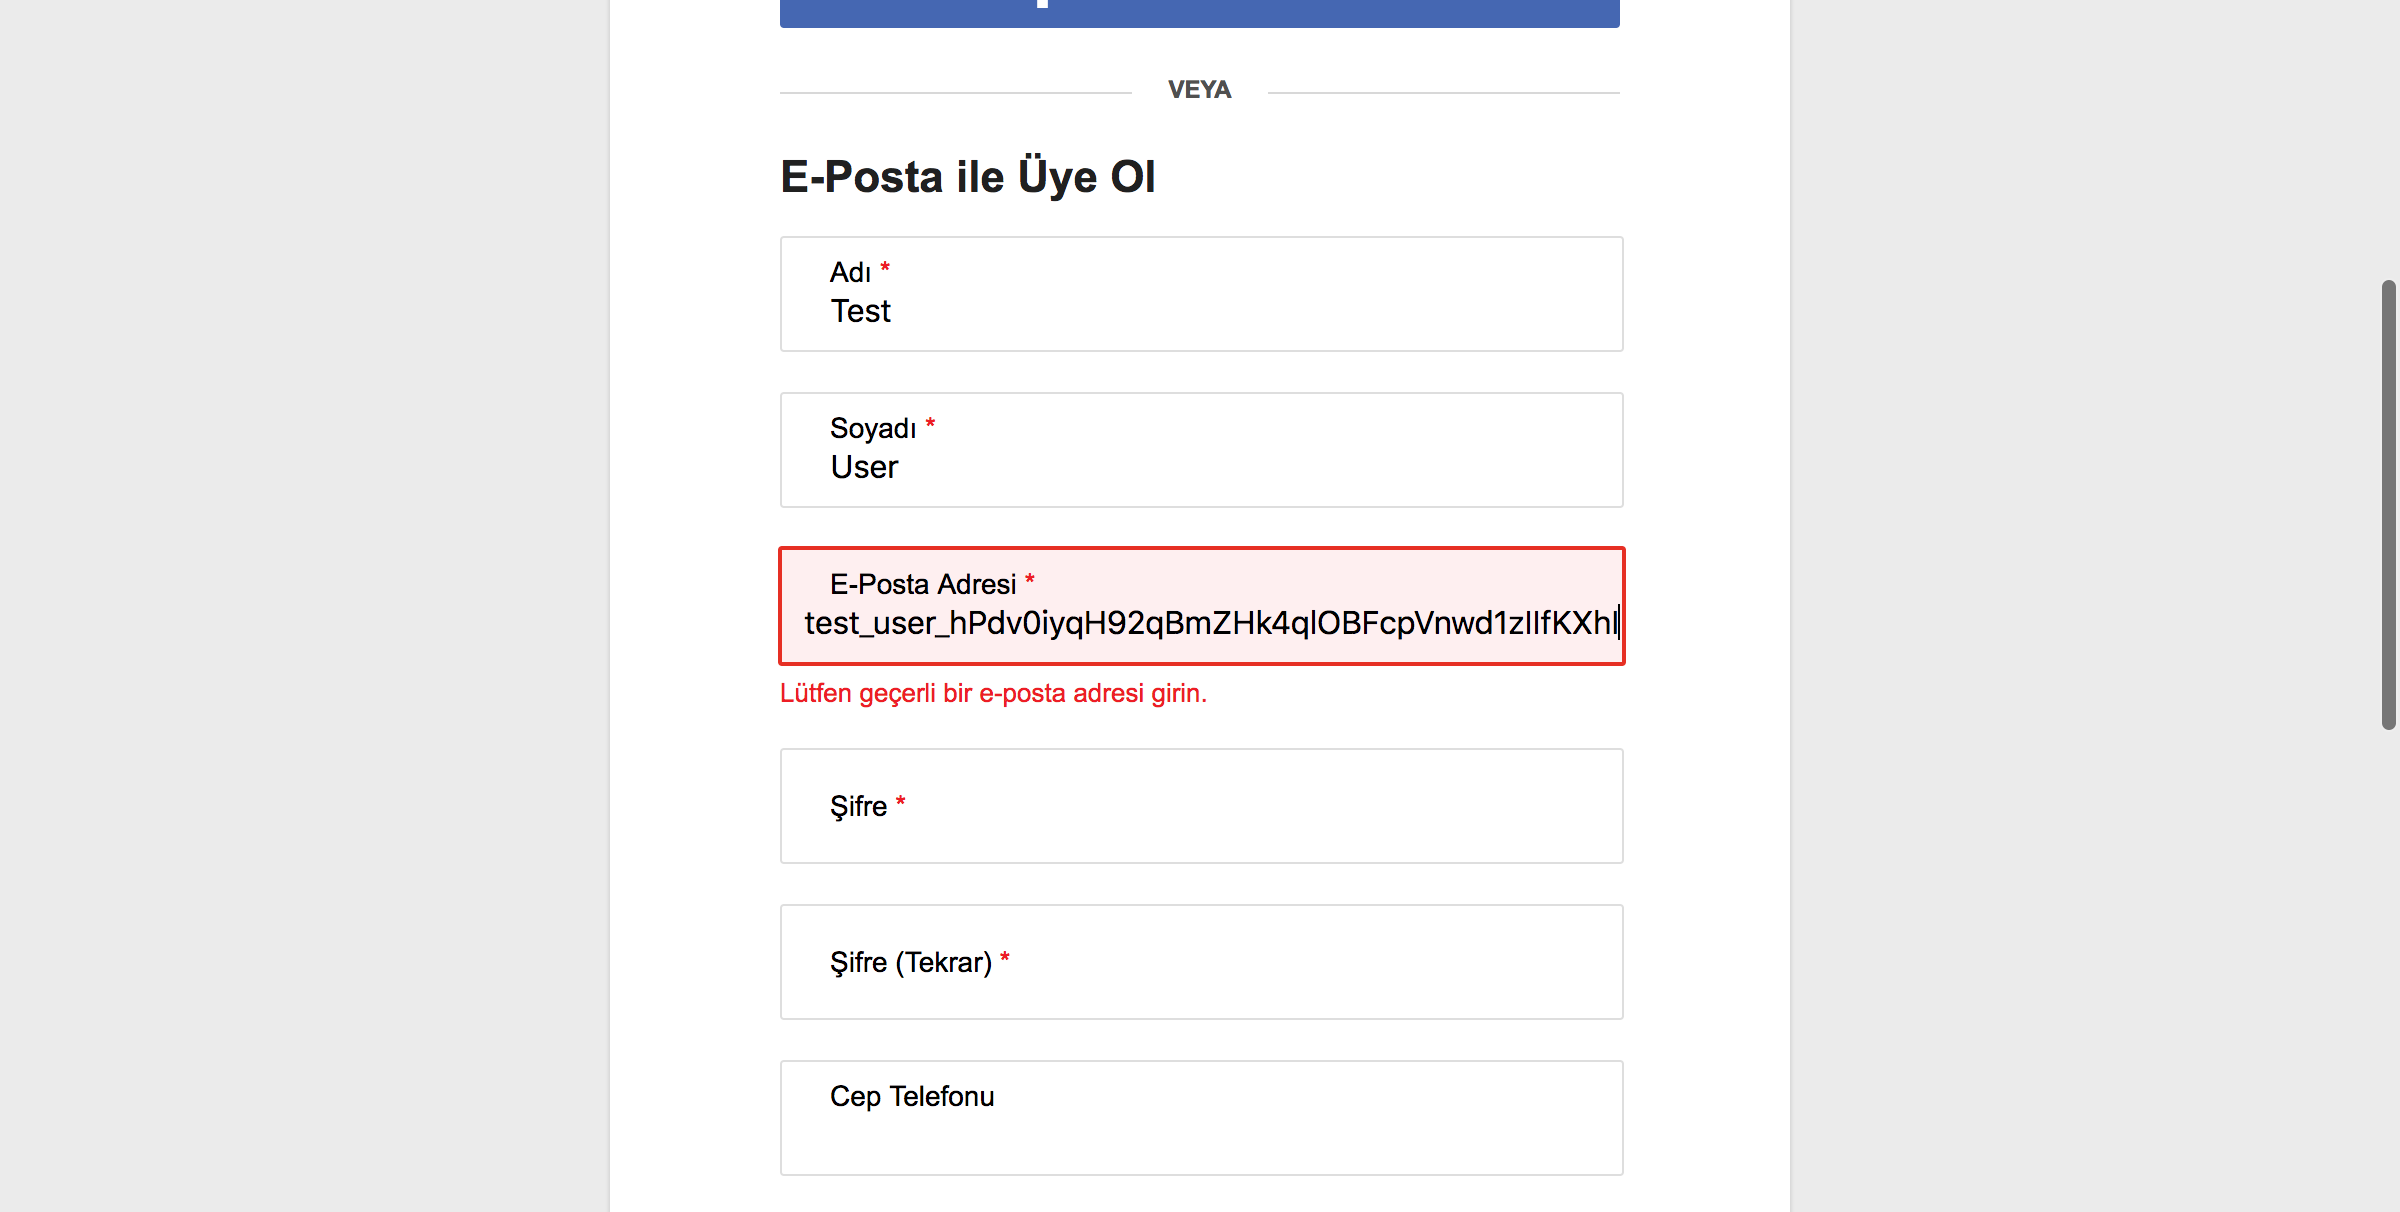 VEYA
E-Posta ile Üye Ol
Adı *
Test
Soyadı *
User
E-Posta Adresi *
test_user_hPdv0iyqH92qBmZHk4qlOBFcpVnwd1zIIfKXhI
Lütfen geçerli bir e-posta adresi girin.
Şifre *
Şifre (Tekrar) *
Cep Telefonu